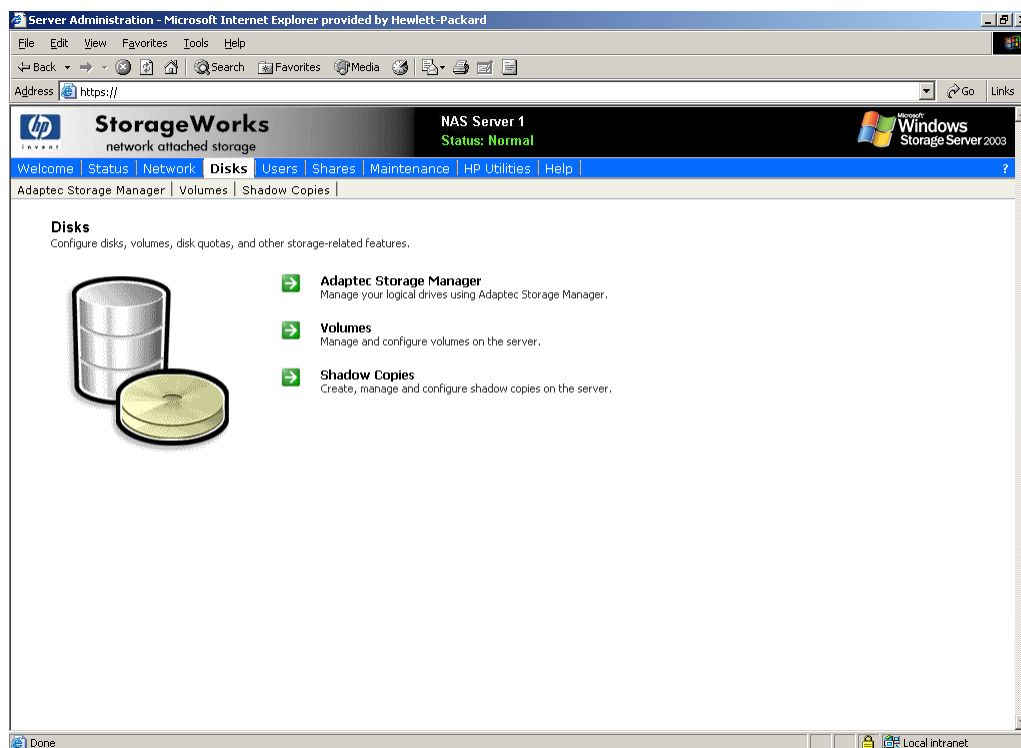 Server Administration - Microsoft Internet Explorer provided by Hewlett-Packard
File Edit View Favorites Tools Help
Back Search Favorites Media
Address https:// Go Links
hp
invent
StorageWorks
network attached storage
NAS Server 1
Status: Normal
Microsoft
Windows
Storage Server 2003
Welcome Status Network Disks Users Shares Maintenance HP Utilities Help ?
Adaptec Storage Manager Volumes Shadow Copies
Disks
Configure disks, volumes, disk quotas, and other storage-related features.
Adaptec Storage Manager
Manage your logical drives using Adaptec Storage Manager.
Volumes
Manage and configure volumes on the server.
Shadow Copies
Create, manage and configure shadow copies on the server.
Done Local intranet